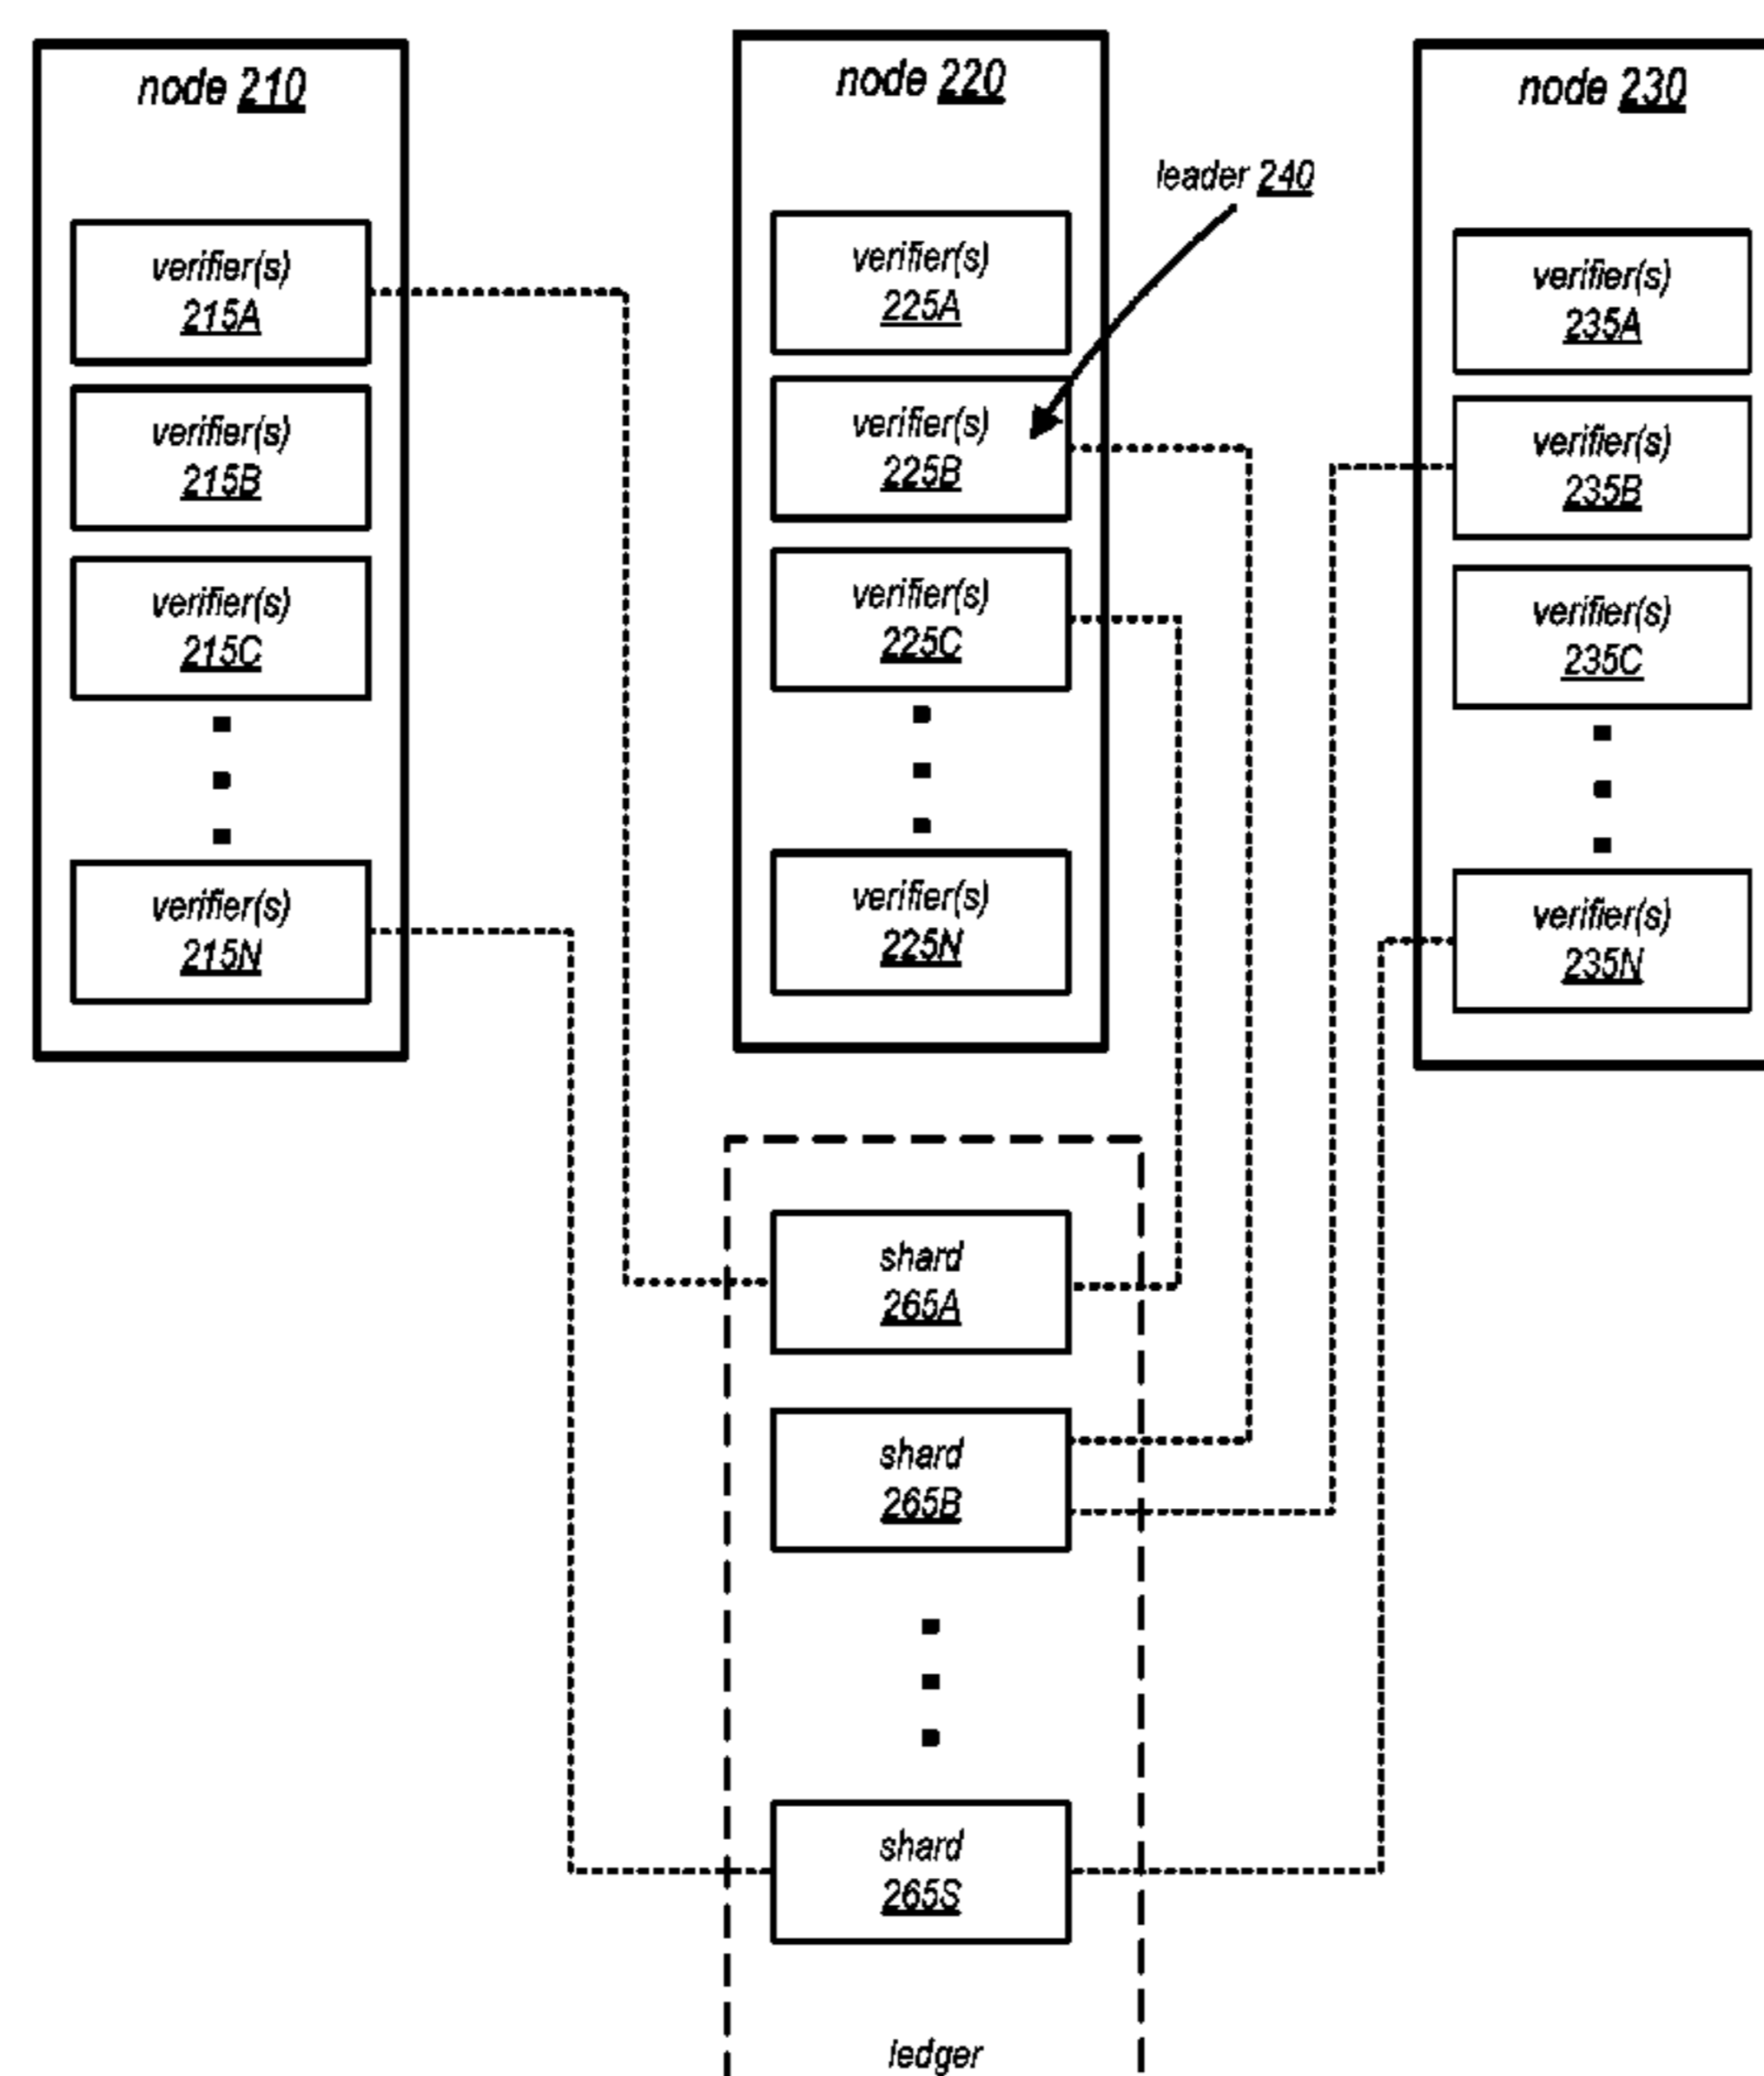 node 210
verifier(s)
215A
verifier(s)
215B
verifier(s)
215C
verifier(s)
215N
node 220
leader 240
verifier(s)
225A
verifier(s)
225B
verifier(s)
225C
verifier(s)
225N
node 230
verifier(s)
235A
verifier(s)
235B
verifier(s)
235C
verifier(s)
235N
shard
265A
shard
265B
shard
265S
ledger